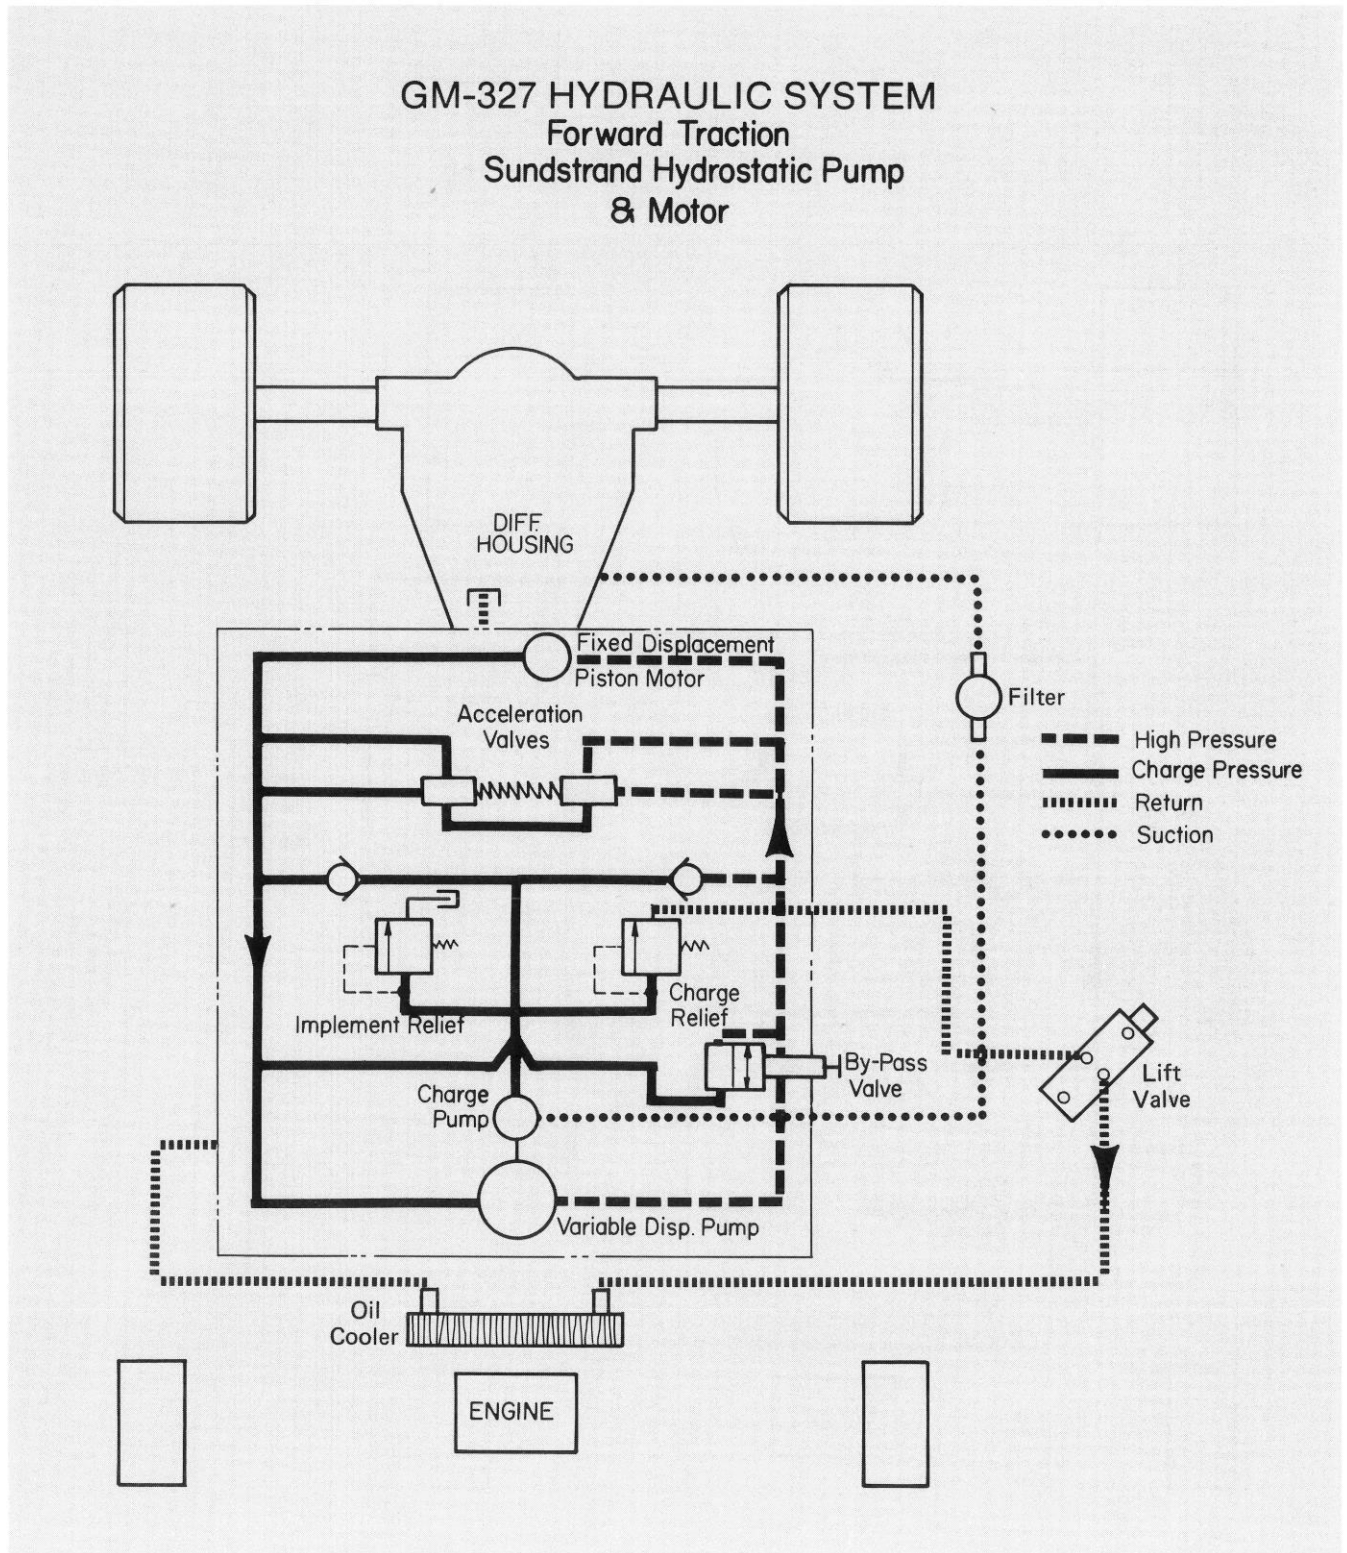 GM-327 HYDRAULIC SYSTEM
Forward Traction
Sundstrand Hydrostatic Pump
& Motor
DIFF.
HOUSING
Fixed Displacement
Piston Motor
Acceleration
Valves
Filter
High Pressure
Charge Pressure
Return
Suction
Implement Relief
Charge
Relief
By-Pass
Valve
Lift
Valve
Charge
Pump
Variable Disp. Pump
Oil
Cooler
ENGINE